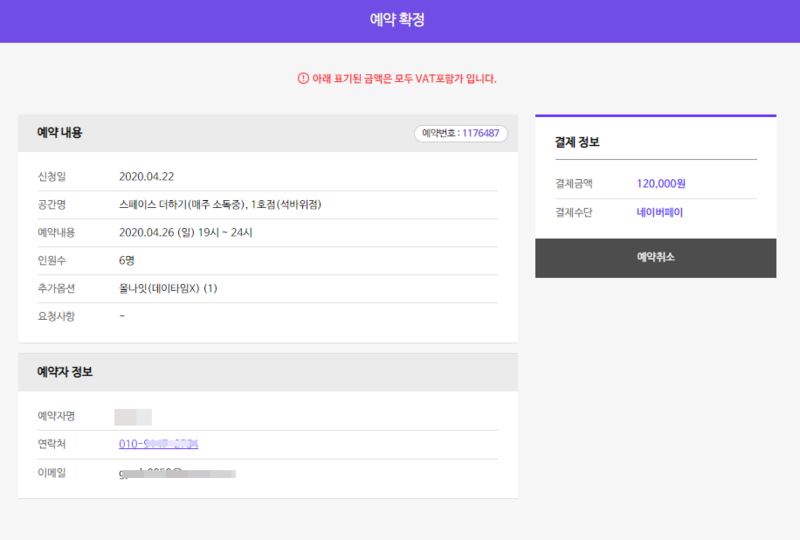 예약 확정
아래 표기된 금액은 모두 VAT포함가 입니다.
예약 내용
예약번호 : 1176487
신청일 2020.04.22
공간명 스페이스 더하기(매주 소독중), 1호점(석바위점)
예약내용 2020.04.26 (일) 19시 ~ 24시
인원수 6명
추가옵션 올나잇(데이타임X) (1)
요청사항 -
예약자 정보
예약자명
연락처 010-
이메일
결제 정보
결제금액 120,000원
결제수단 네이버페이
예약취소